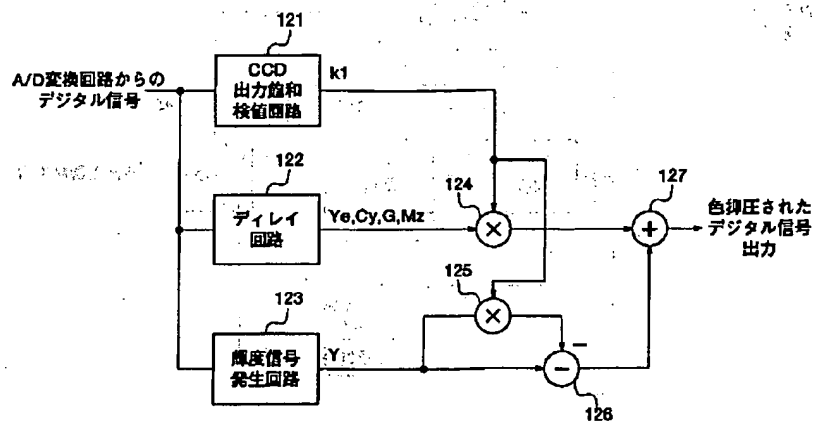 121
A/D変換回路からの
デジタル信号
CCD
出力飽和
検値回路
k1
122
ディレイ
回路
Ye,Cy,G,Mz
124
×
127
+
色抑圧された
デジタル信号
出力
125
×
123
輝度信号
発生回路
Y
−
−
126